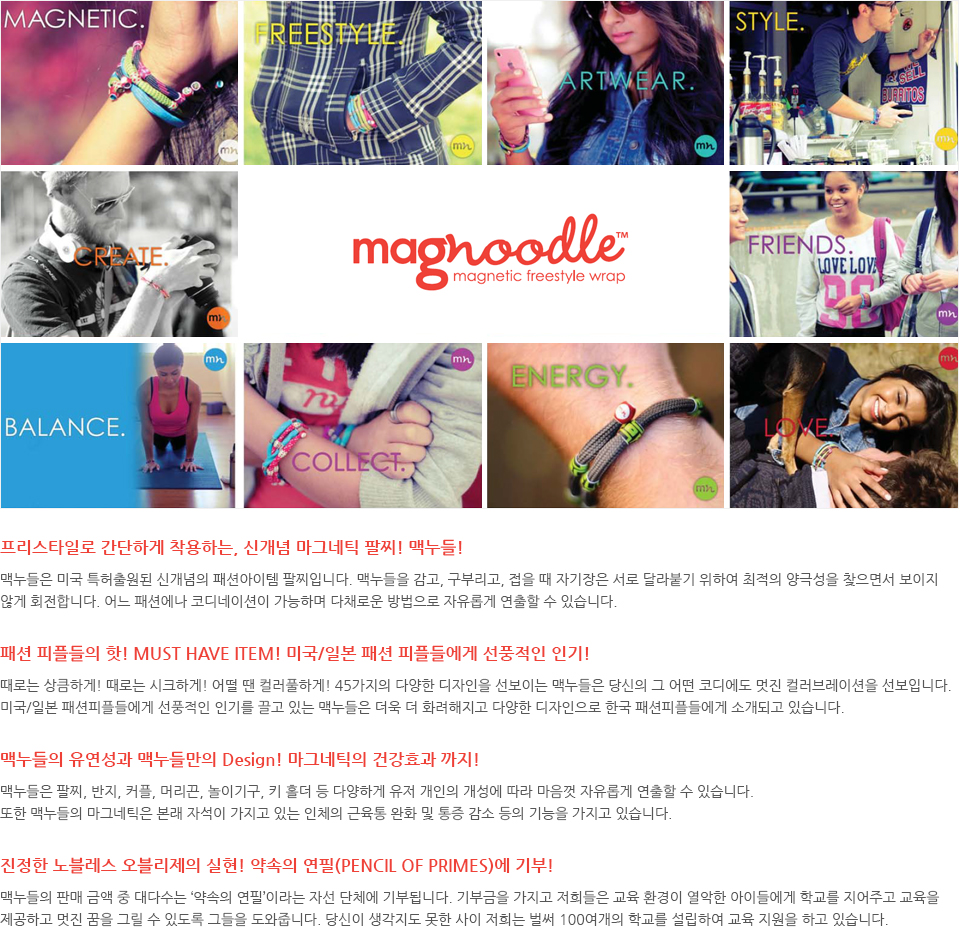 MAGNETIC.
FREESTYLE.
ARTWEAR.
STYLE.
SELL
BURRITOS
mn
mn
mn
mn
CREATE.
mn
magnoodle™
magnetic freestyle wrap
FRIENDS.
LOVE LOVE
mn
BALANCE.
mn
COLLECT.
mn
ENERGY.
mn
LOVE.
mn
프리스타일로 간단하게 착용하는, 신개념 마그네틱 팔찌! 맥누들!
맥누들은 미국 특허출원된 신개념의 패션아이템 팔찌입니다. 맥누들을 감고, 구부리고, 접을 때 자기장은 서로 달라붙기 위하여 최적의 양극성을 찾으면서 보이지
않게 회전합니다. 어느 패션에나 코디네이션이 가능하며 다채로운 방법으로 자유롭게 연출할 수 있습니다.
패션 피플들의 핫! MUST HAVE ITEM! 미국/일본 패션 피플들에게 선풍적인 인기!
때로는 상큼하게! 때로는 시크하게! 어떨 땐 컬러풀하게! 45가지의 다양한 디자인을 선보이는 맥누들은 당신의 그 어떤 코디에도 멋진 컬러브레이션을 선보입니다.
미국/일본 패션피플들에게 선풍적인 인기를 끌고 있는 맥누들은 더욱 더 화려해지고 다양한 디자인으로 한국 패션피플들에게 소개되고 있습니다.
맥누들의 유연성과 맥누들만의 Design! 마그네틱의 건강효과 까지!
맥누들은 팔찌, 반지, 커플, 머리끈, 놀이기구, 키 홀더 등 다양하게 유저 개인의 개성에 따라 마음껏 자유롭게 연출할 수 있습니다.
또한 맥누들의 마그네틱은 본래 자석이 가지고 있는 인체의 근육통 완화 및 통증 감소 등의 기능을 가지고 있습니다.
진정한 노블레스 오블리제의 실현! 약속의 연필(PENCIL OF PRIMES)에 기부!
맥누들의 판매 금액 중 대다수는 ‘약속의 연필’이라는 자선 단체에 기부됩니다. 기부금을 가지고 저희들은 교육 환경이 열악한 아이들에게 학교를 지어주고 교육을
제공하고 멋진 꿈을 그릴 수 있도록 그들을 도와줍니다. 당신이 생각지도 못한 사이 저희는 벌써 100여개의 학교를 설립하여 교육 지원을 하고 있습니다.